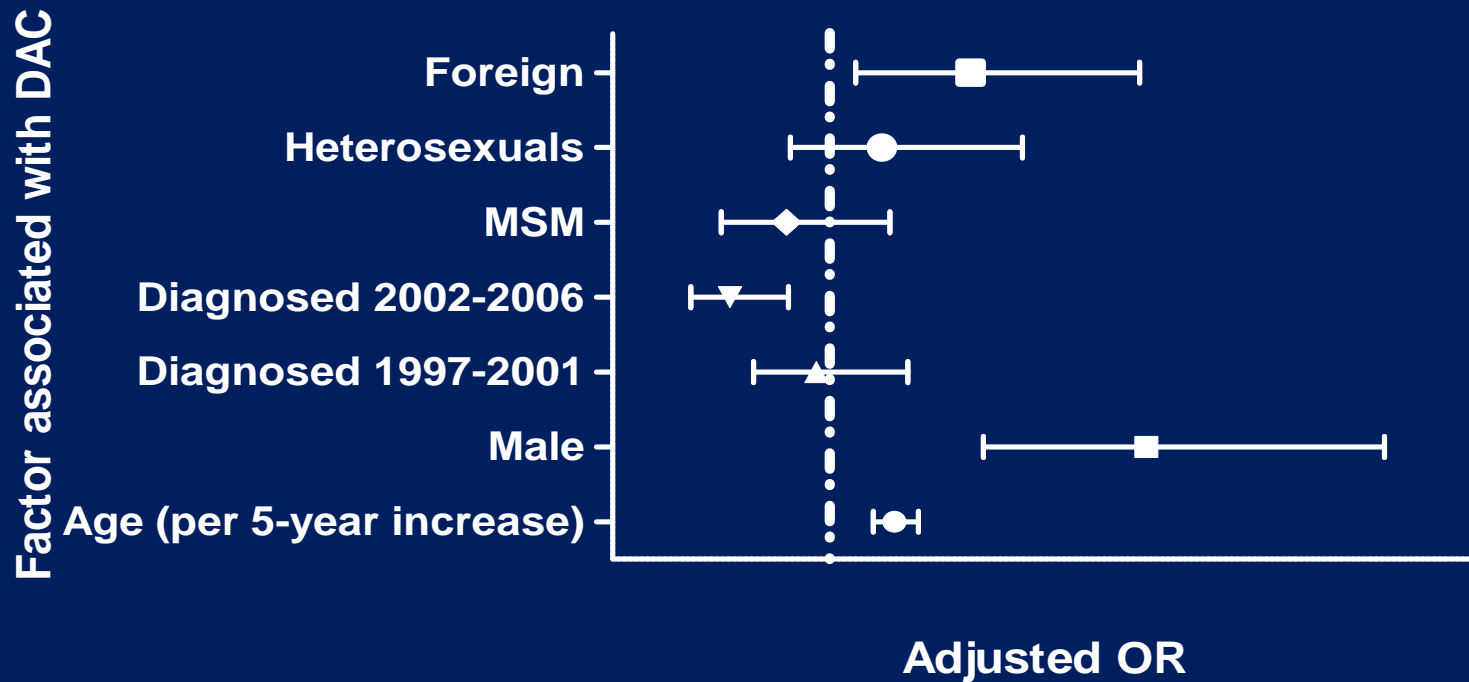 Factor associated with DAC
Foreign
Heterosexuals
MSM
Diagnosed 2002-2006
Diagnosed 1997-2001
Male
Age (per 5-year increase)
Adjusted OR